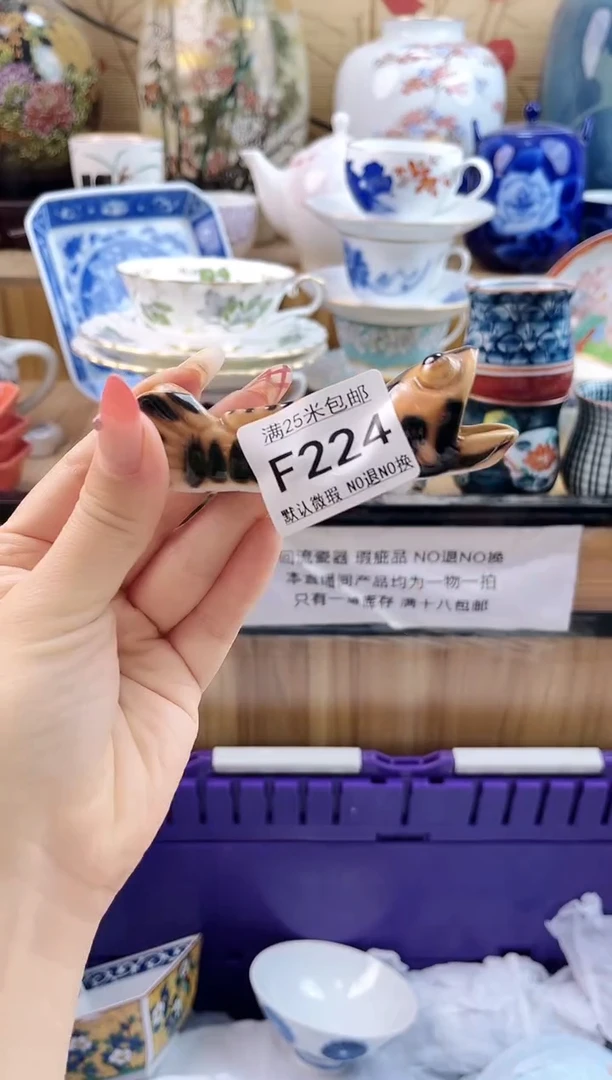 满25米包邮
F224
默认微瑕 NO退NO换
回流瓷器 瑕疵品 NO退NO换
本直播间产品均为一物一拍
只有一 库存 满十八包邮